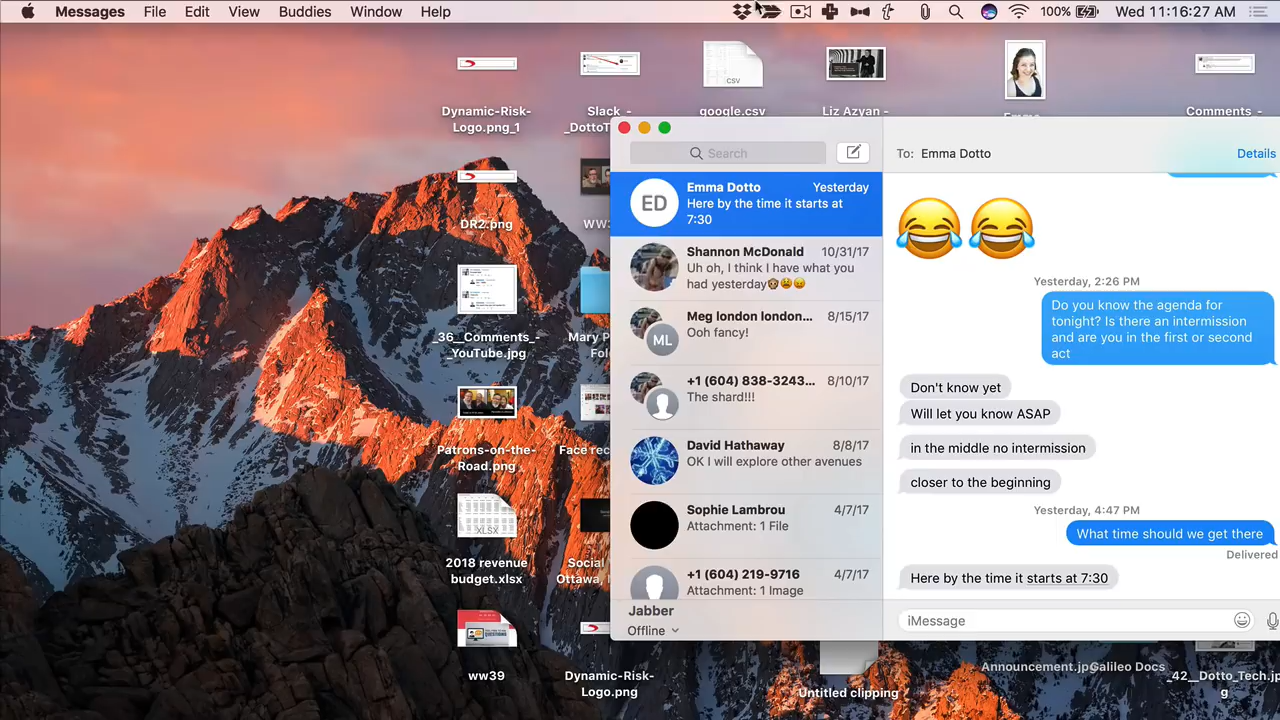 Messages File Edit View Buddies Window Help 100% Wed 11:16:27 AM
Dynamic-Risk-
Logo.png_1
Slack -
_DottoT
CSV
google.csv
Liz Azyan -
Comments -
DR2.png
WW
_36__Comments_-
_YouTube.jpg
Mary P
Fol
Patrons-on-the-
Road.png
Face rec
XLSX
2018 revenue
budget.xlsx
Social
Ottawa,
ww39
Dynamic-Risk-
Logo.png
Untitled clipping
Announcement.jp
Galileo Docs
_42__Dotto_Tech.jp
g
Search
ED
Emma Dotto Yesterday
Here by the time it starts at
7:30
Shannon McDonald 10/31/17
Uh oh, I think I have what you
had yesterday
Meg london london... 8/15/17
Ooh fancy!
ML
+1 (604) 838-3243... 8/10/17
The shard!!!
David Hathaway 8/8/17
OK I will explore other avenues
Sophie Lambrou 4/7/17
Attachment: 1 File
+1 (604) 219-9716 4/7/17
Attachment: 1 Image
Jabber
Offline
To: Emma Dotto Details
Yesterday, 2:26 PM
Do you know the agenda for
tonight? Is there an intermission
and are you in the first or second
act
Don't know yet
Will let you know ASAP
in the middle no intermission
closer to the beginning
Yesterday, 4:47 PM
What time should we get there
Delivered
Here by the time it starts at 7:30
iMessage